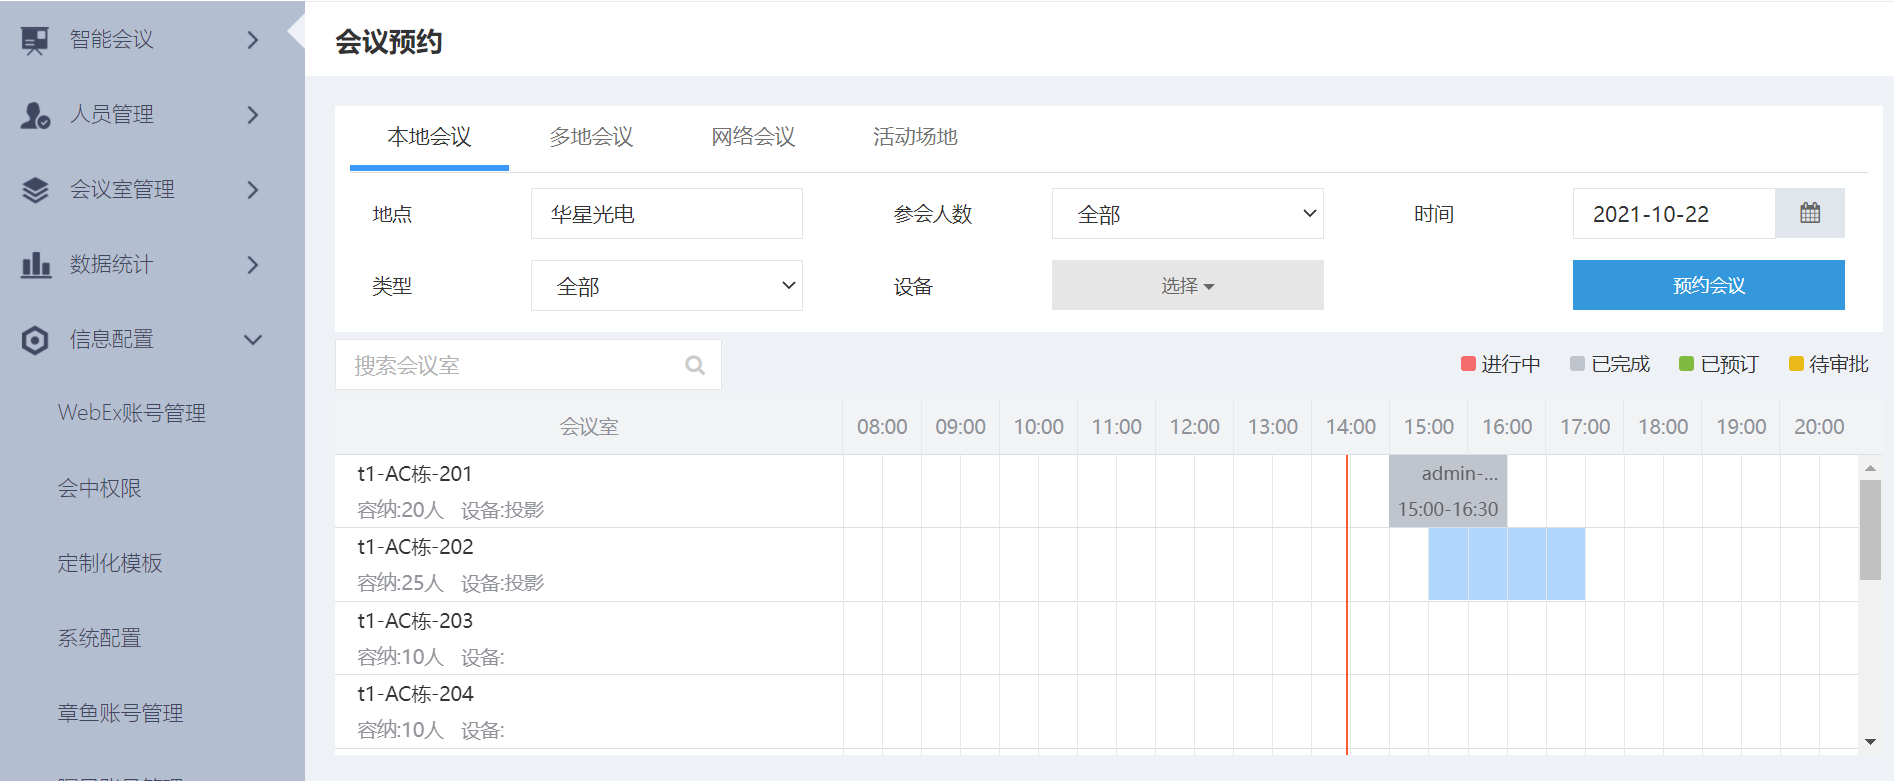 智能会议
人员管理
会议室管理
数据统计
信息配置
WebEx账号管理
会中权限
定制化模板
系统配置
章鱼账号管理
会议预约
本地会议 多地会议 网络会议 活动场地
地点 华星光电 参会人数 全部 时间 2021-10-22
类型 全部 设备 选择 预约会议
搜索会议室 进行中 已完成 已预订 待审批
会议室 08:00 09:00 10:00 11:00 12:00 13:00 14:00 15:00 16:00 17:00 18:00 19:00 20:00
t1-AC栋-201 admin-...
容纳:20人 设备:投影 15:00-16:30
t1-AC栋-202
容纳:25人 设备:投影
t1-AC栋-203
容纳:10人 设备:
t1-AC栋-204
容纳:10人 设备: